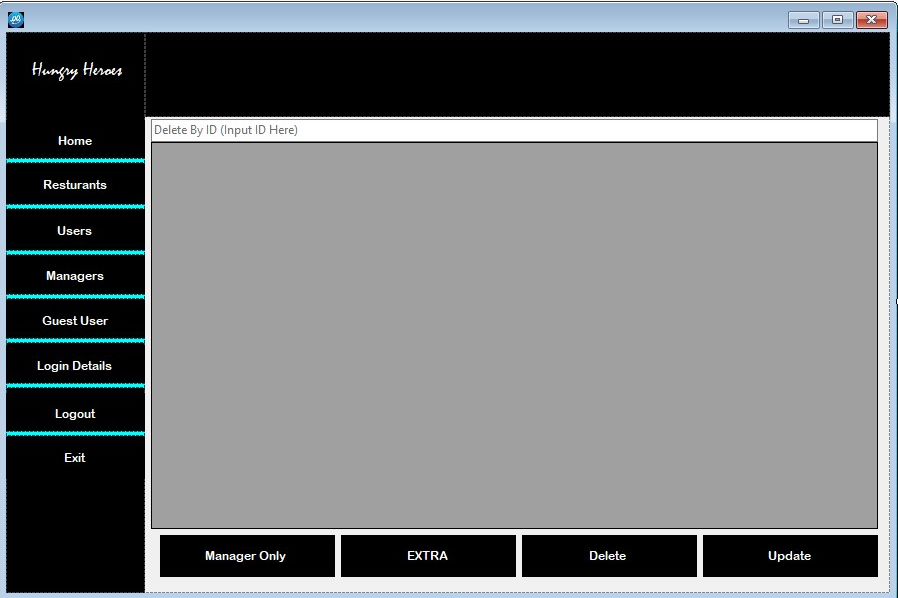 Hungry Heroes
Home
Resturants
Users
Managers
Guest User
Login Details
Logout
Exit
Delete By ID (Input ID Here)
Manager Only
EXTRA
Delete
Update